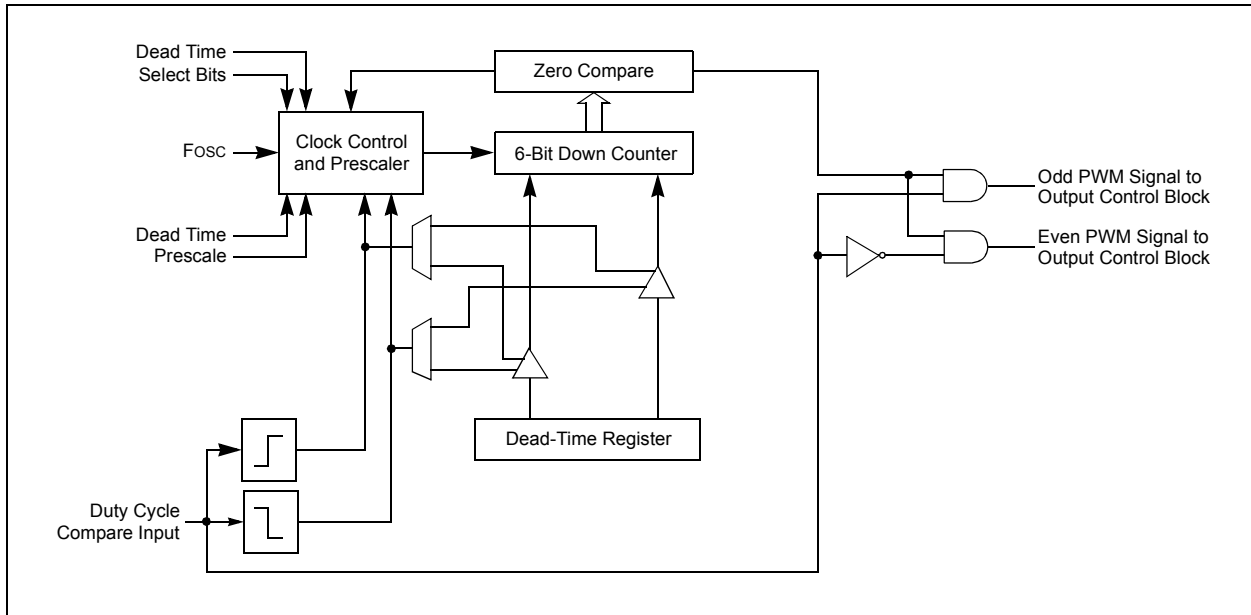 Dead Time
Select Bits
Zero Compare
Clock Control
and Prescaler
FOSC
6-Bit Down Counter
Odd PWM Signal to
Output Control Block
Dead Time
Prescale
Even PWM Signal to
Output Control Block
Dead-Time Register
Duty Cycle
Compare Input